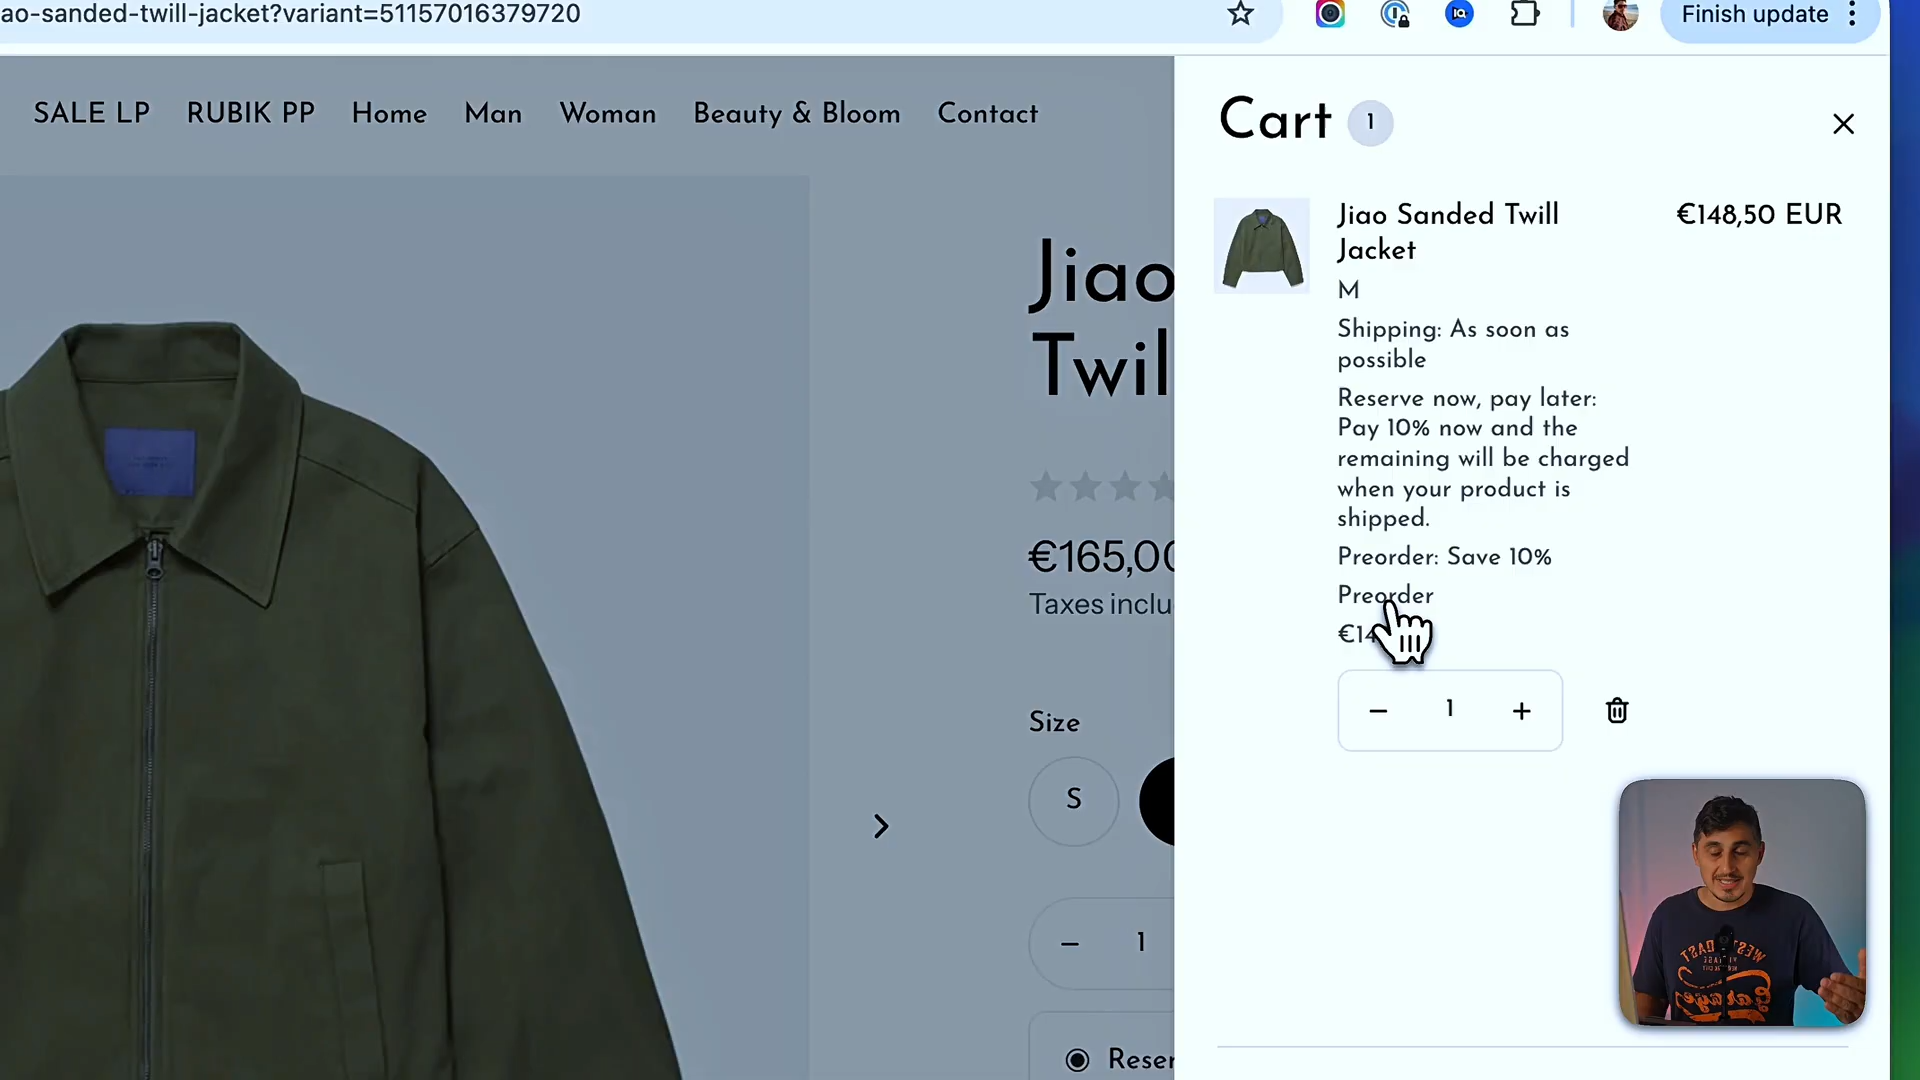 ao-sanded-twill-jacket?variant=51157016379720
Finish update
SALE LP RUBIK PP Home Man Woman Beauty & Bloom Contact
Jiao
Twil
€165,00
Taxes inclu
Size
S
1
Reser
Cart 1
Jiao Sanded Twill
Jacket
€148,50 EUR
M
Shipping: As soon as
possible
Reserve now, pay later:
Pay 10% now and the
remaining will be charged
when your product is
shipped.
Preorder: Save 10%
Preorder
€14
1